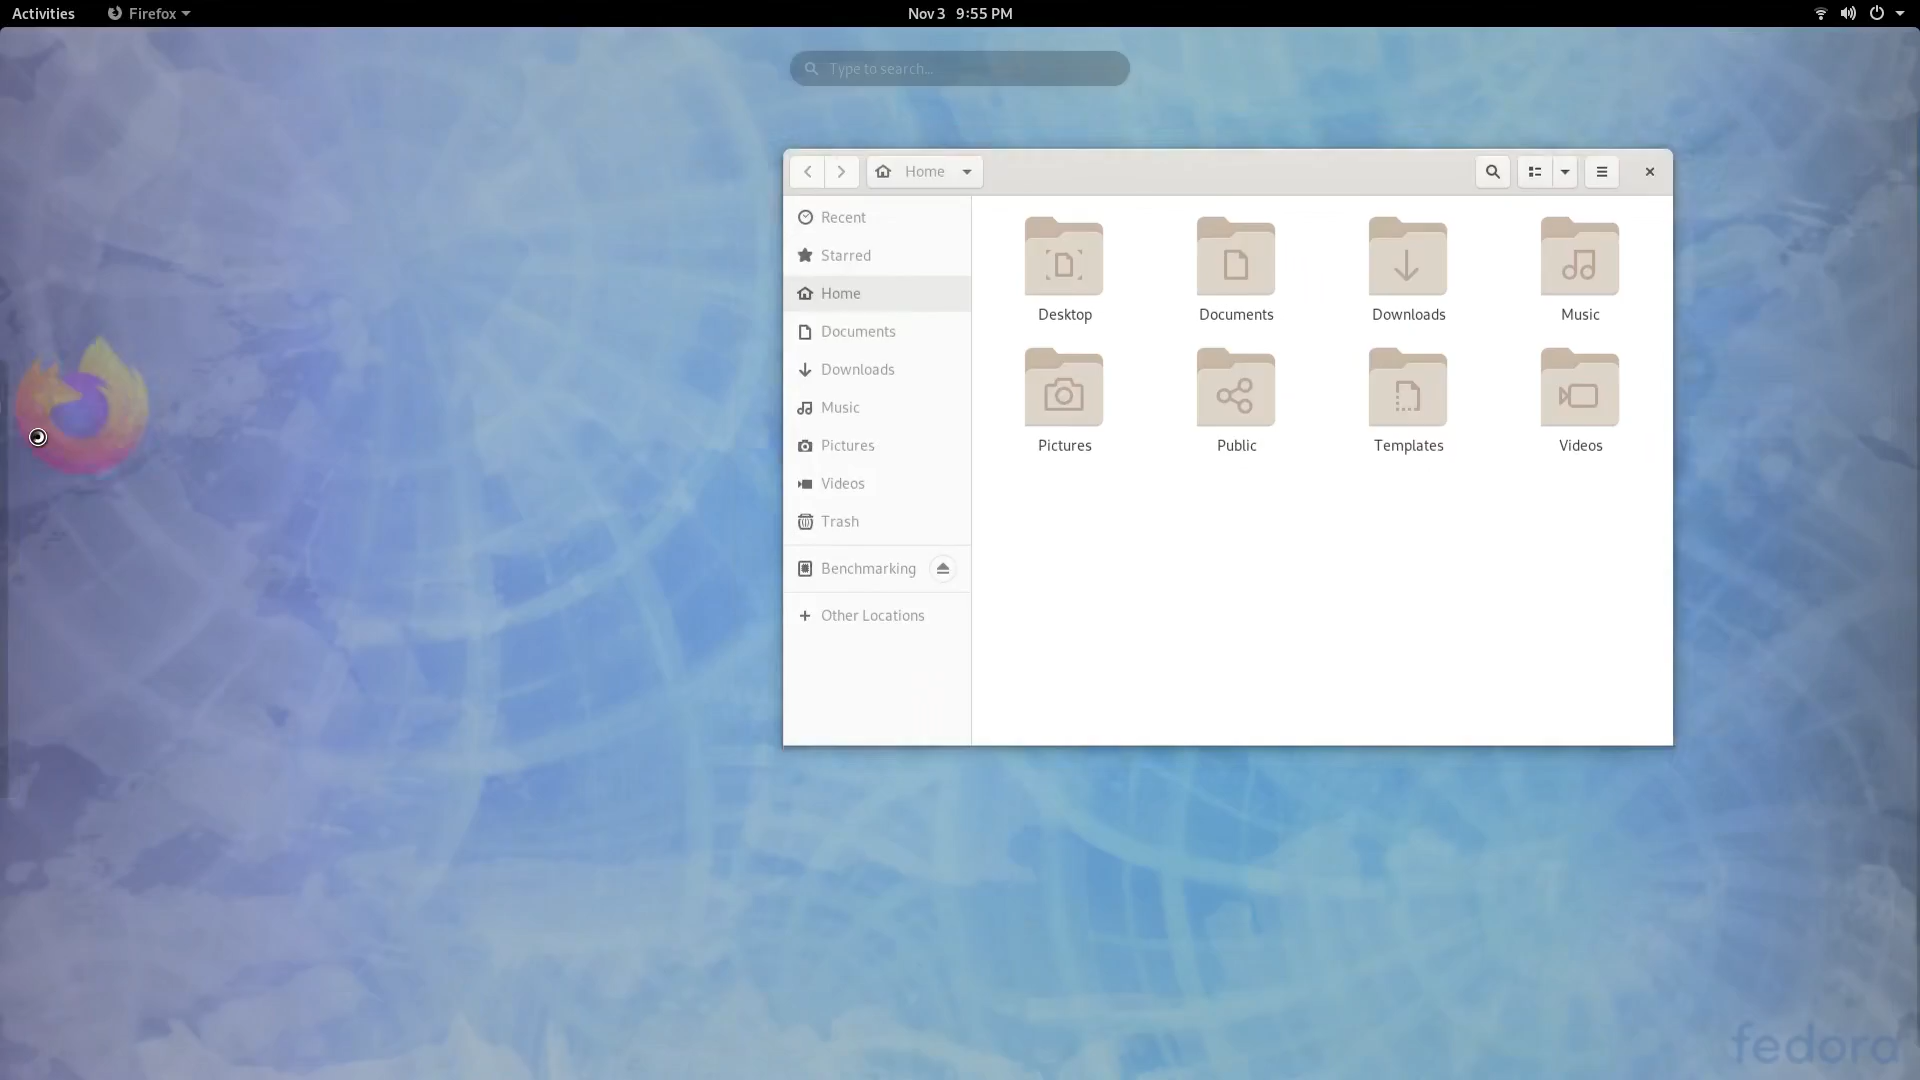 Activities Firefox Nov 3 9:55 PM
Type to search...
Home
Recent
Starred
Home
Documents
Downloads
Music
Pictures
Videos
Trash
Benchmarking
Other Locations
Desktop Documents Downloads Music
Pictures Public Templates Videos
fedora